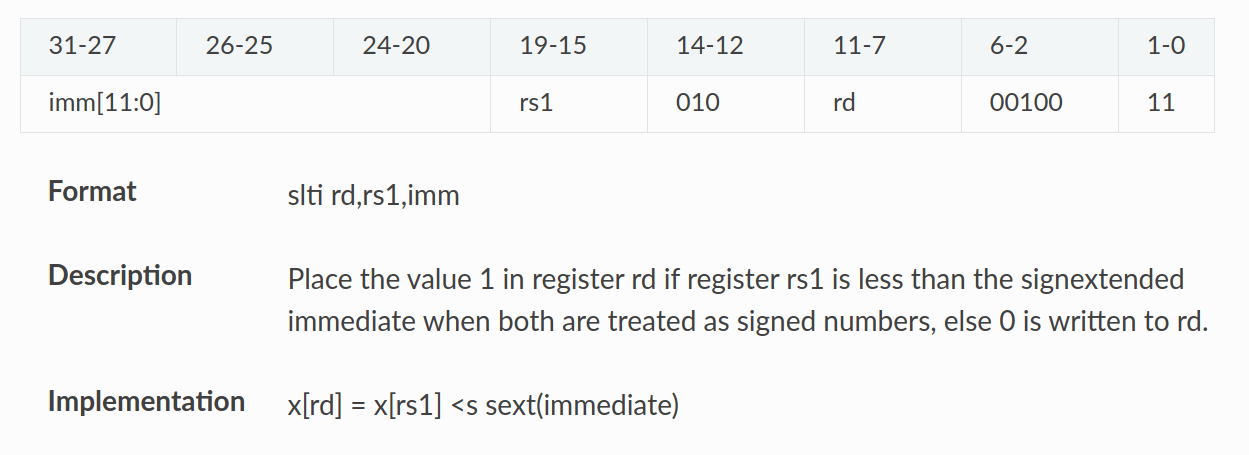 31-27 26-25 24-20 19-15 14-12 11-7 6-2 1-0
imm[11:0] rs1 010 rd 00100 11
Format slti rd,rs1,imm
Description Place the value 1 in register rd if register rs1 is less than the signextended
immediate when both are treated as signed numbers, else 0 is written to rd.
Implementation x[rd] = x[rs1] <s sext(immediate)